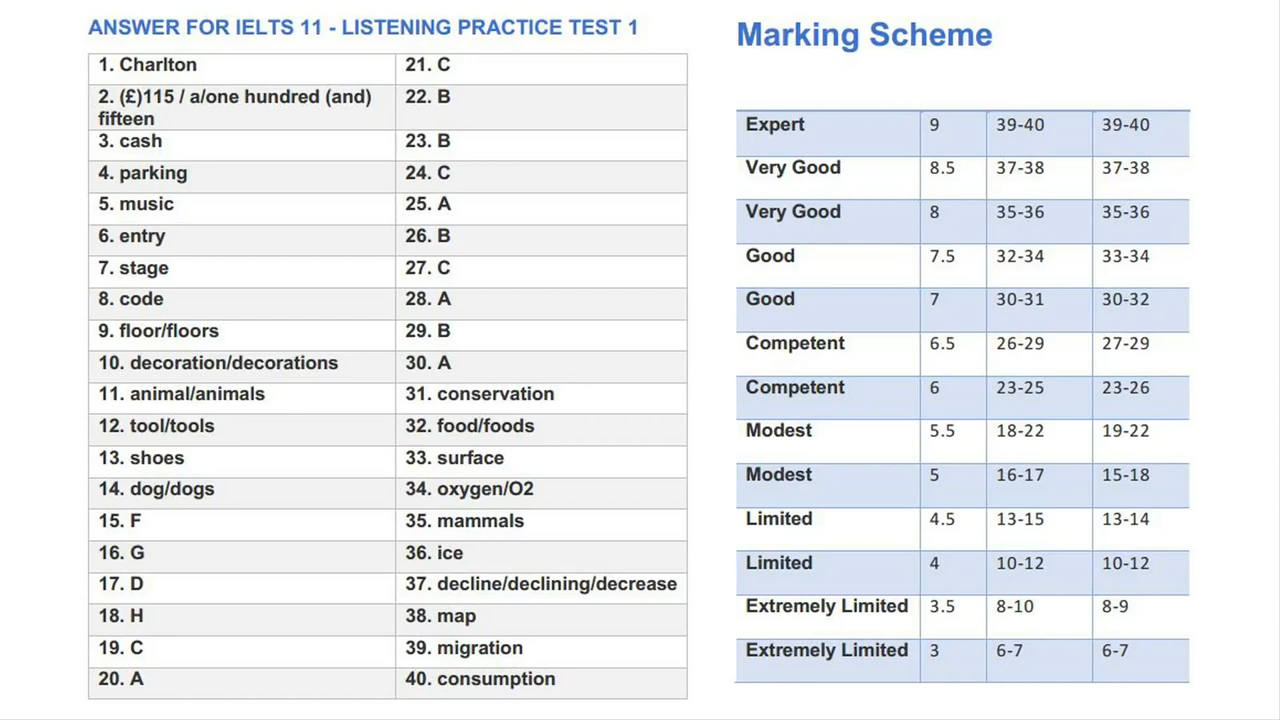 ANSWER FOR IELTS 11 - LISTENING PRACTICE TEST 1
1. Charlton
2. (£)115 / a/one hundred (and)
fifteen
3. cash
4. parking
5. music
6. entry
7. stage
8. code
9. floor/floors
10. decoration/decorations
11. animal/animals
12. tool/tools
13. shoes
14. dog/dogs
15. F
16. G
17. D
18. H
19. C
20. A
21. C
22. B
23. B
24. C
25. A
26. B
27. C
28. A
29. B
30. A
31. conservation
32. food/foods
33. surface
34. oxygen/O2
35. mammals
36. ice
37. decline/declining/decrease
38. map
39. migration
40. consumption
Marking Scheme
Expert 9 39-40 39-40
Very Good 8.5 37-38 37-38
Very Good 8 35-36 35-36
Good 7.5 32-34 33-34
Good 7 30-31 30-32
Competent 6.5 26-29 27-29
Competent 6 23-25 23-26
Modest 5.5 18-22 19-22
Modest 5 16-17 15-18
Limited 4.5 13-15 13-14
Limited 4 10-12 10-12
Extremely Limited 3.5 8-10 8-9
Extremely Limited 3 6-7 6-7